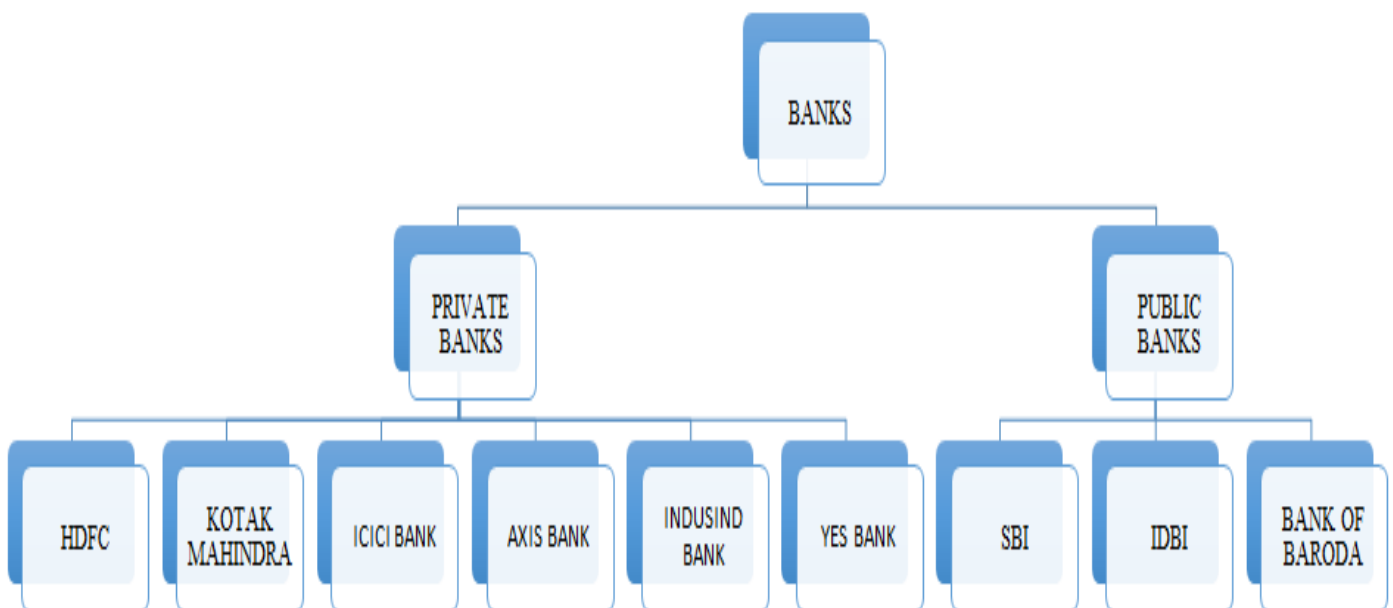 BANKS
PRIVATE
BANKS
PUBLIC
BANKS
HDFC
KOTAK
MAHINDRA
ICICI BANK
AXIS BANK
INDUSIND
BANK
YES BANK
SBI
IDBI
BANK OF
BARODA